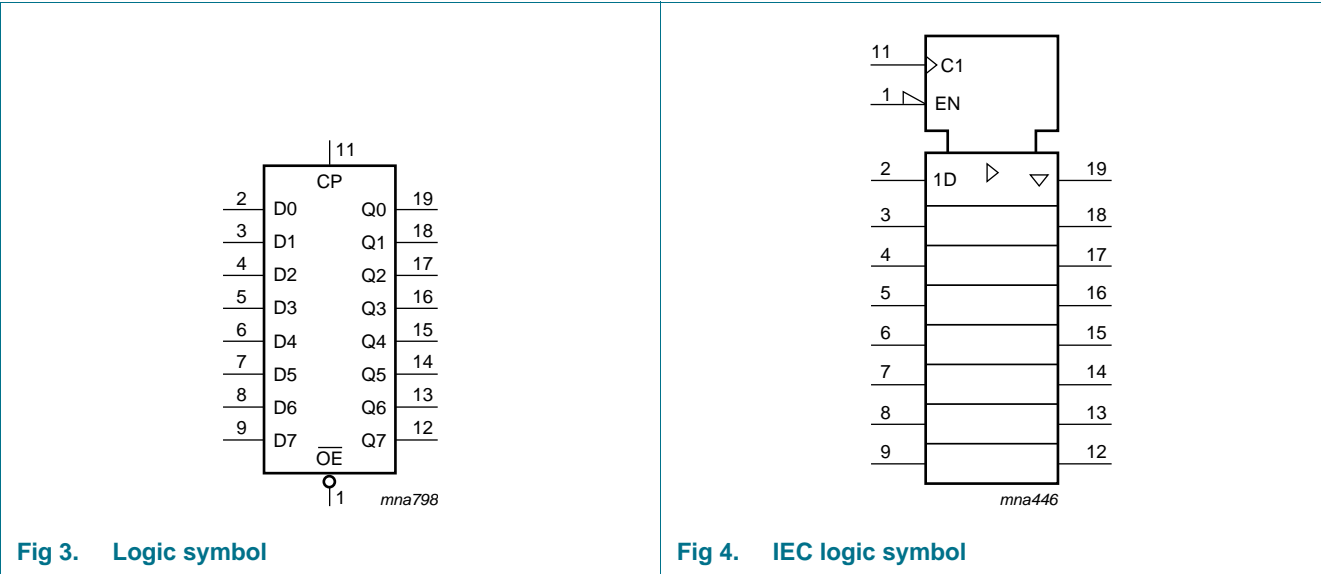 11
CP
2 D0 Q0 19
3 D1 Q1 18
4 D2 Q2 17
5 D3 Q3 16
6 D4 Q4 15
7 D5 Q5 14
8 D6 Q6 13
9 D7 Q7 12
O̅E̅
1
mna798
Fig 3. Logic symbol
11 C1
1 EN
2 1D 19
3 18
4 17
5 16
6 15
7 14
8 13
9 12
mna446
Fig 4. IEC logic symbol